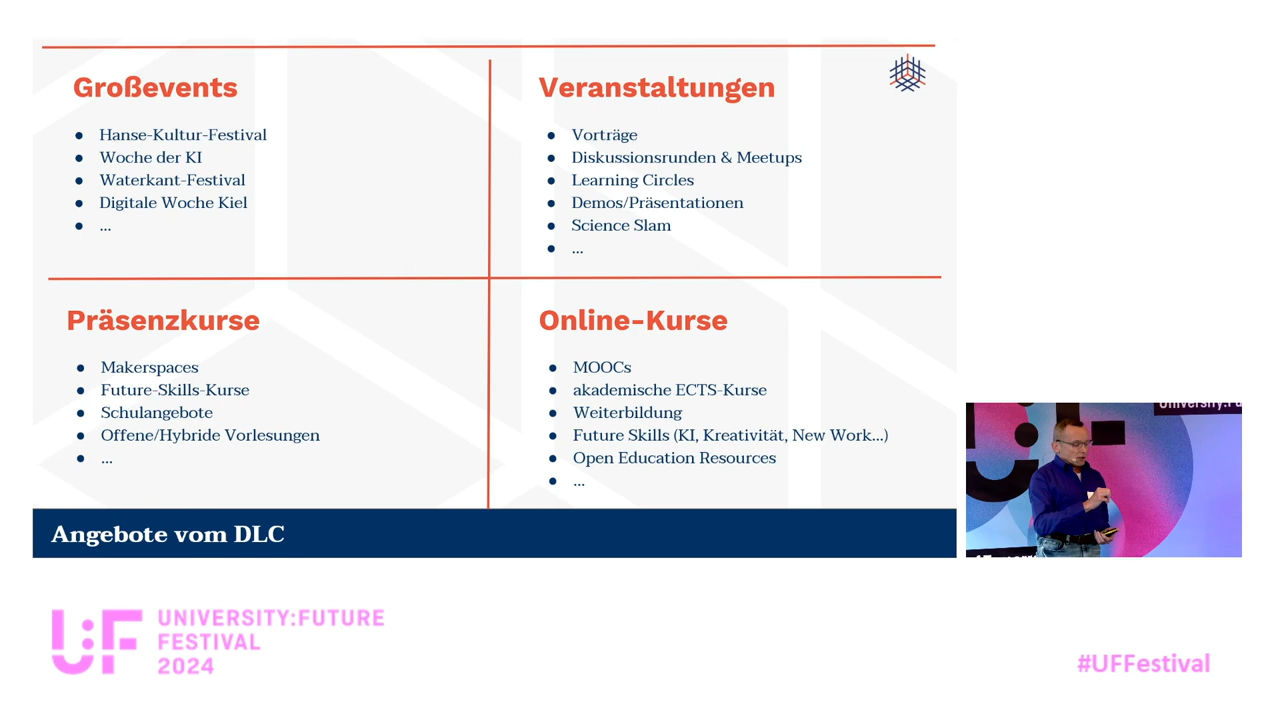 Großevents
● Hanse-Kultur-Festival
● Woche der KI
● Waterkant-Festival
● Digitale Woche Kiel
● ...
Veranstaltungen
● Vorträge
● Diskussionsrunden & Meetups
● Learning Circles
● Demos/Präsentationen
● Science Slam
● ...
Präsenzkurse
● Makerspaces
● Future-Skills-Kurse
● Schulangebote
● Offene/Hybride Vorlesungen
● ...
Online-Kurse
● MOOCs
● akademische ECTS-Kurse
● Weiterbildung
● Future Skills (KI, Kreativität, New Work...)
● Open Education Resources
● ...
Angebote vom DLC
U:F
UNIVERSITY:FUTURE
FESTIVAL
2024
#UFFestival